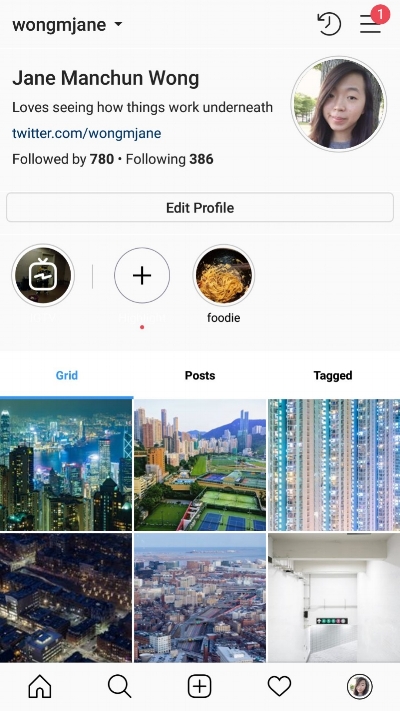 wongmjane
1
Jane Manchun Wong
Loves seeing how things work underneath
twitter.com/wongmjane
Followed by 780 • Following 386
Edit Profile
foodie
Grid Posts Tagged